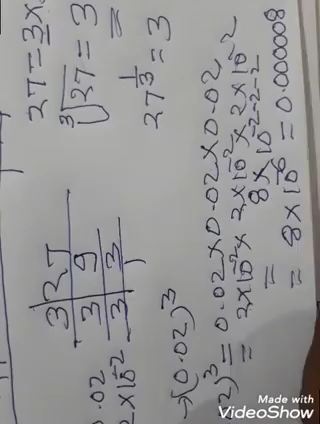 27 = 3×
∛27 = 3
27^(1/3) = 3
3 | 27
3 | 9
3 | 3
1
0.02
2×10⁻²
→(0.02)³
02)³ = 0.02×0.02×0.02
= 2×10⁻²×2×10⁻²×2×10⁻²
= 8×10⁻²⁻²⁻²
= 8×10⁻⁶ = 0.000008
Made with
VideoShow